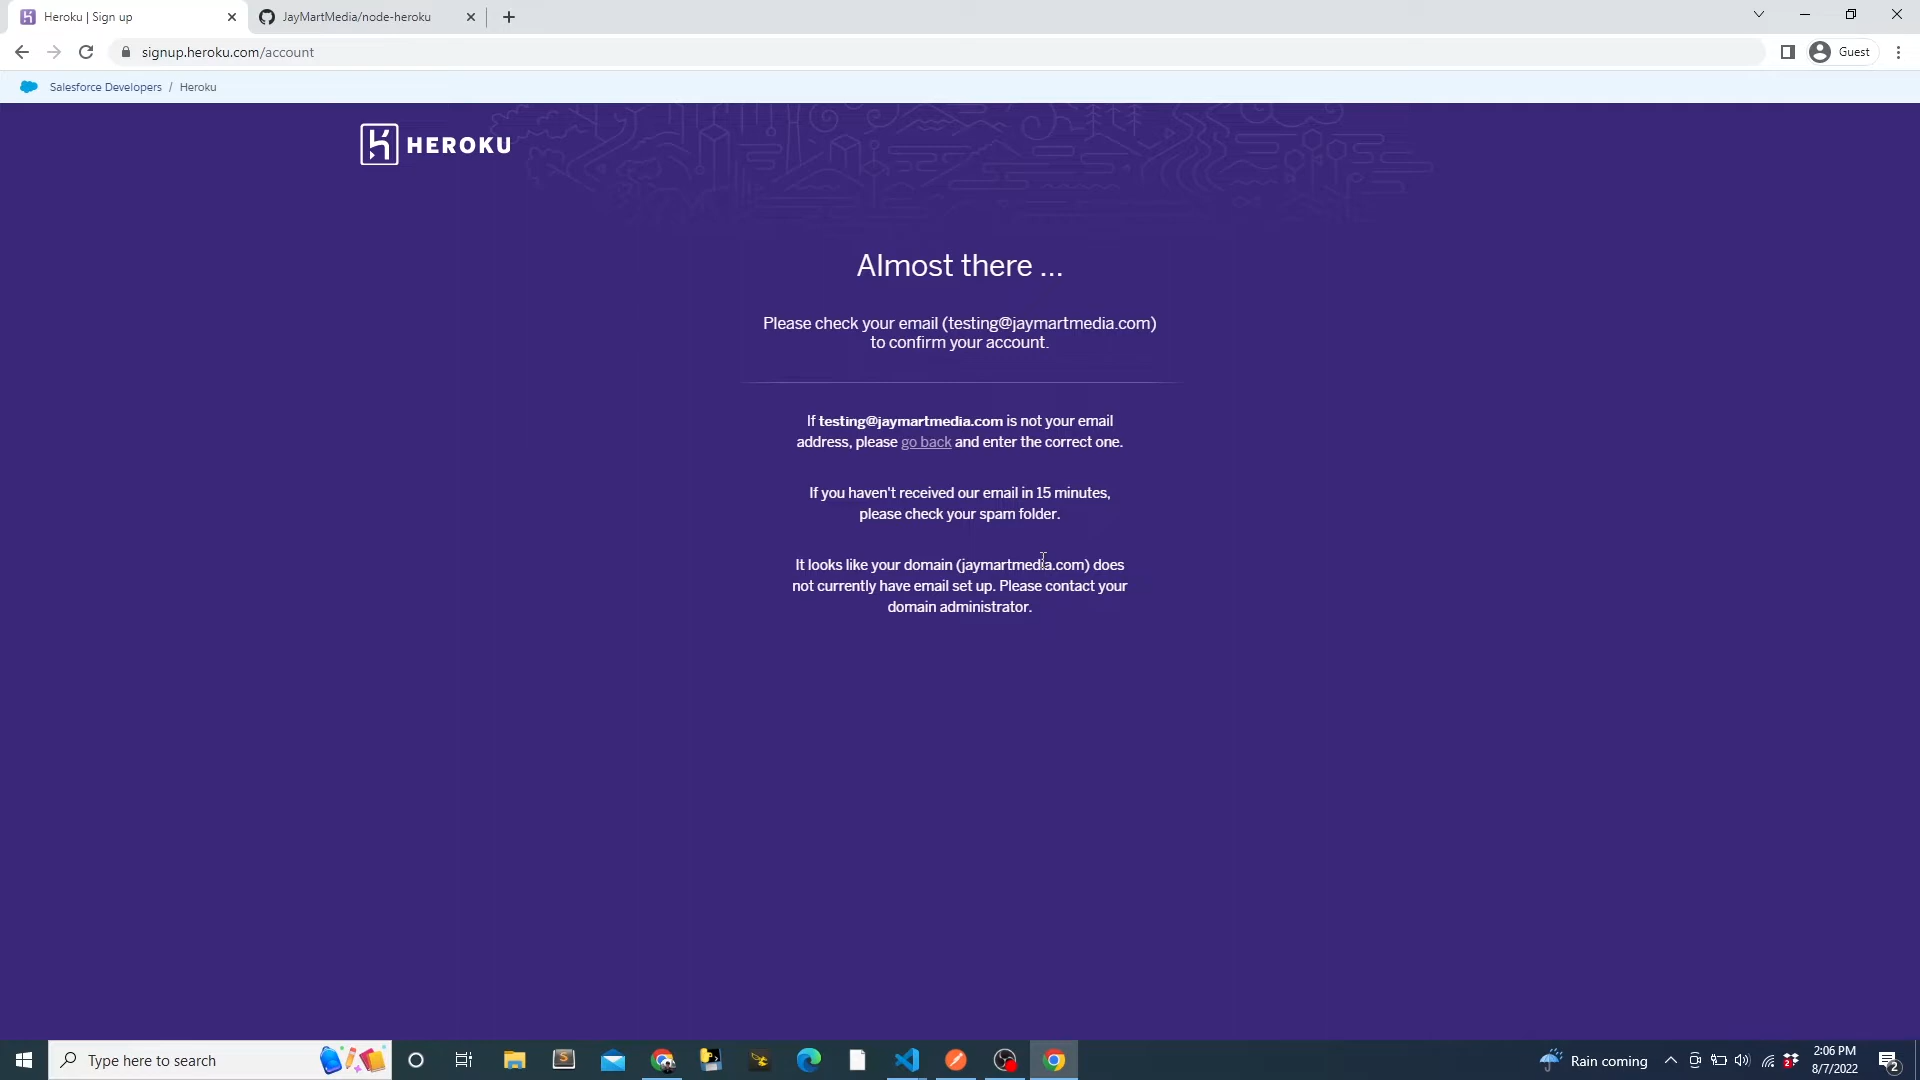 Heroku | Sign up
JayMartMedia/node-heroku
signup.heroku.com/account
Guest
Salesforce Developers / Heroku
HEROKU
Almost there ...
Please check your email (testing@jaymartmedia.com)
to confirm your account.
If testing@jaymartmedia.com is not your email
address, please go back and enter the correct one.
If you haven't received our email in 15 minutes,
please check your spam folder.
It looks like your domain (jaymartmedia.com) does
not currently have email set up. Please contact your
domain administrator.
Type here to search
Rain coming
2:06 PM
8/7/2022
2